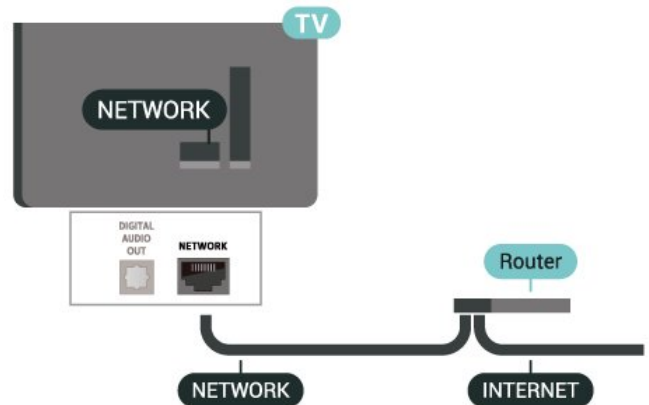 TV
NETWORK
DIGITAL
AUDIO
OUT
NETWORK
Router
NETWORK
INTERNET